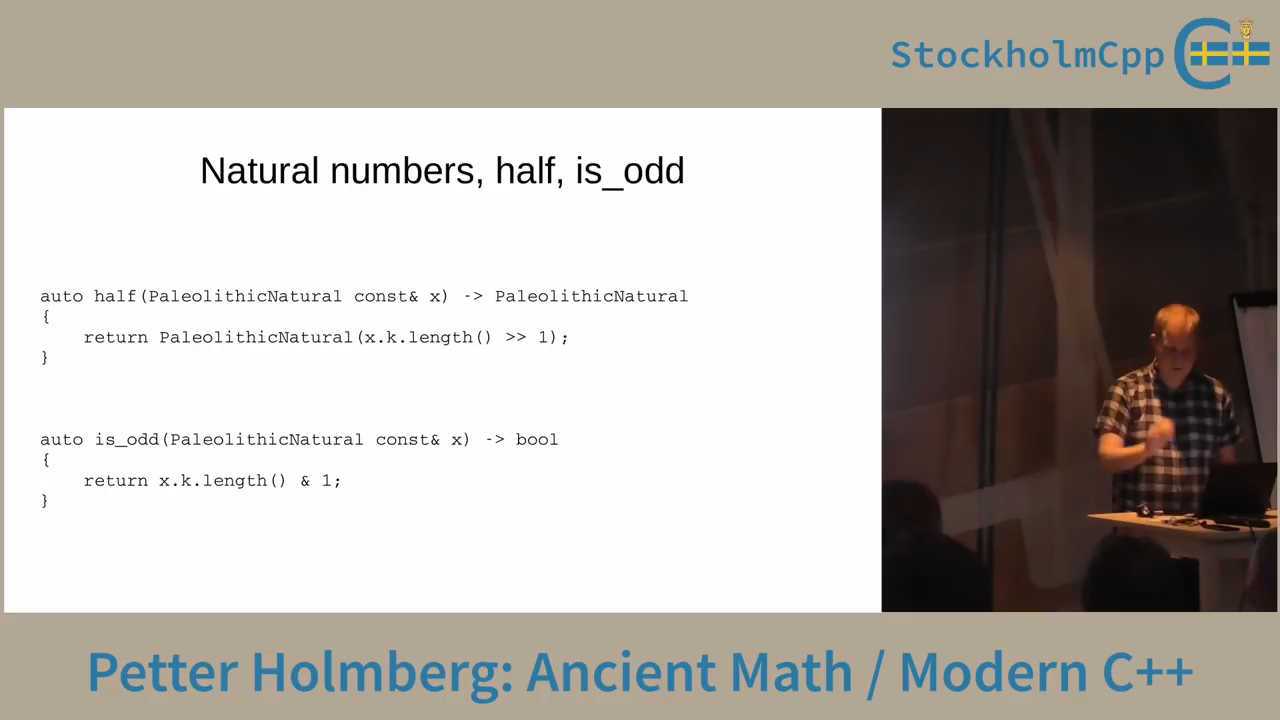 StockholmCpp
Natural numbers, half, is_odd
auto half(PaleolithicNatural const& x) -> PaleolithicNatural
{
    return PaleolithicNatural(x.k.length() >> 1);
}
auto is_odd(PaleolithicNatural const& x) -> bool
{
    return x.k.length() & 1;
}
Petter Holmberg: Ancient Math / Modern C++